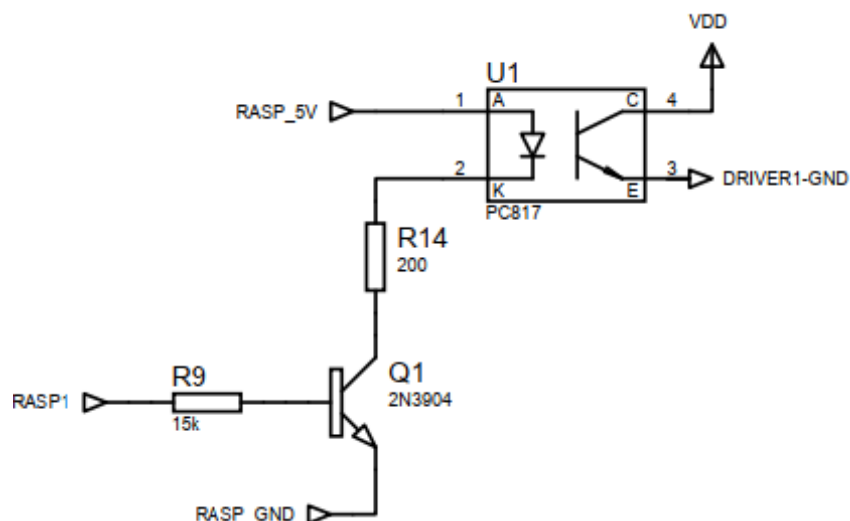 VDD
U1
RASP_5V
1
A
C
4
2
K
E
3
DRIVER1-GND
PC817
R14
200
R9
Q1
2N3904
RASP1
15k
RASP_GND